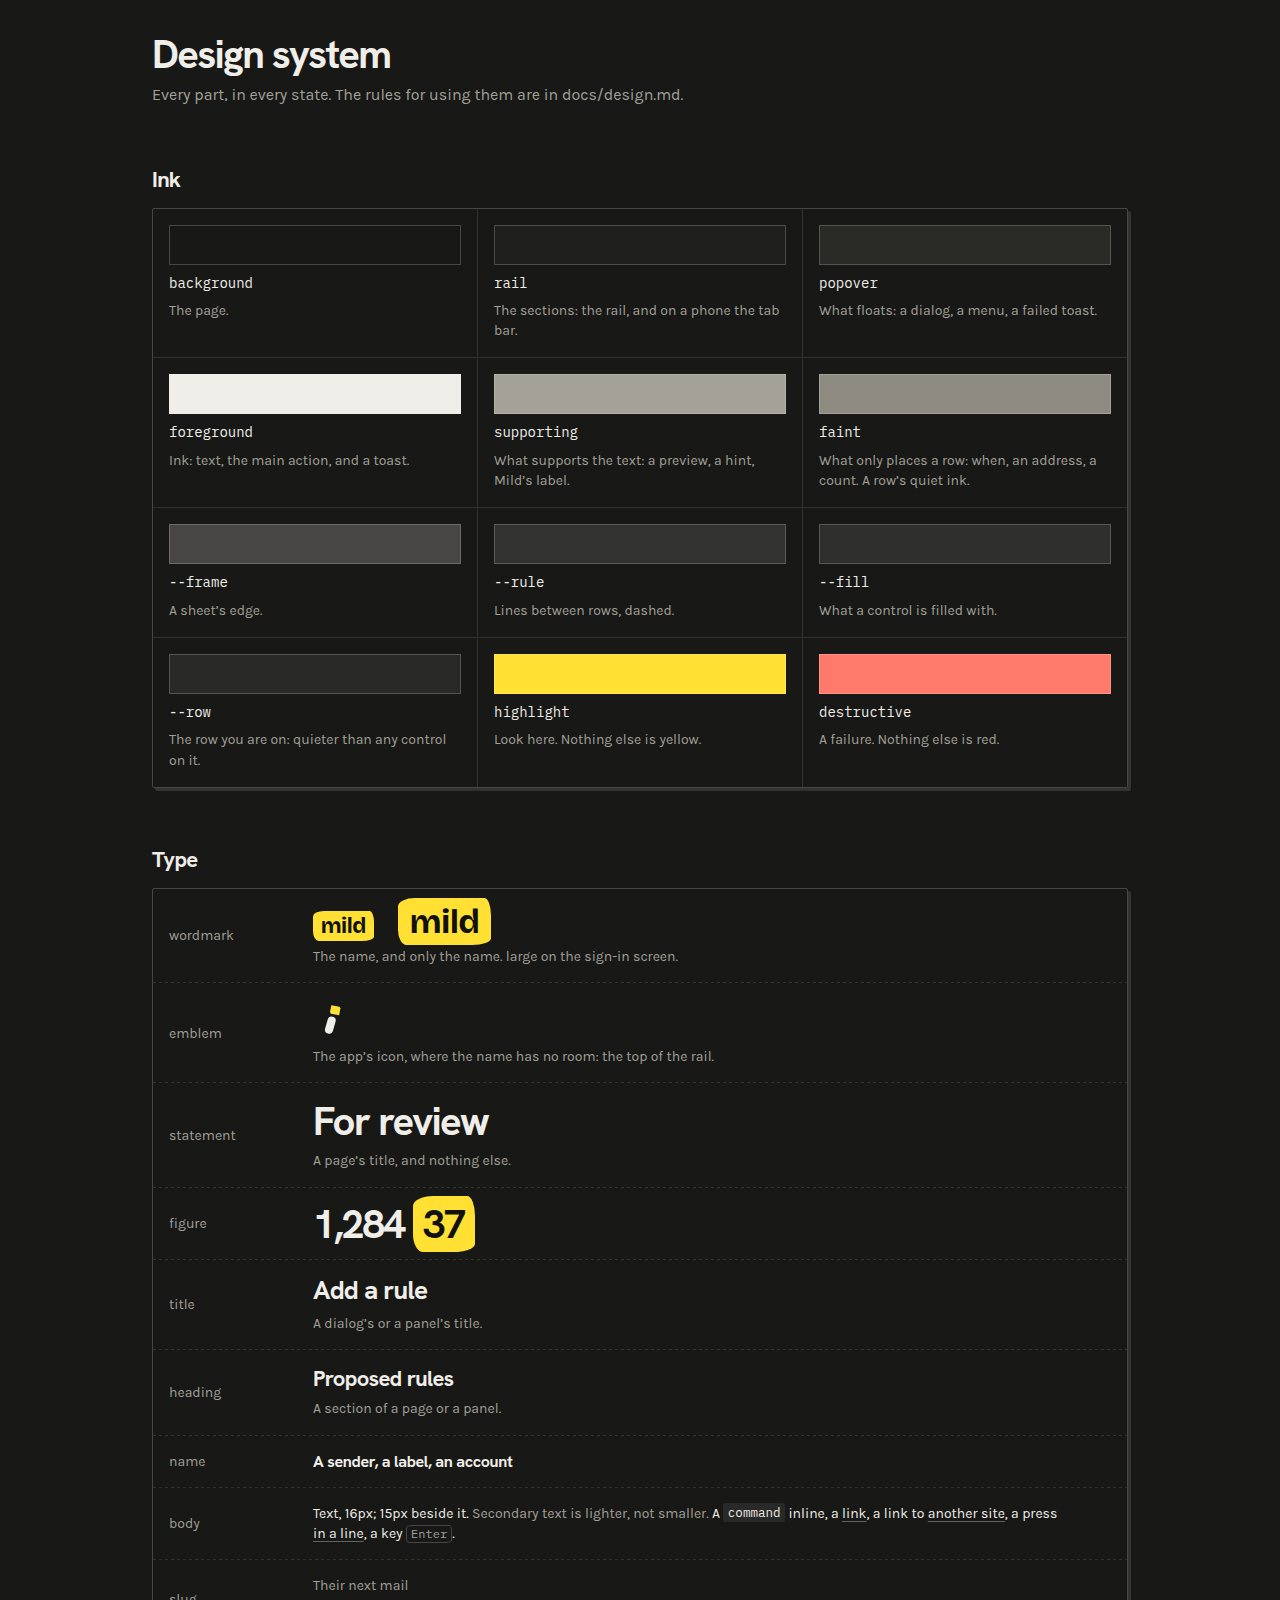 Design system
Every part, in every state. The rules for using them are in docs/design.md.
Ink
background
The page.
rail
The sections: the rail, and on a phone the tab
bar.
popover
What floats: a dialog, a menu, a failed toast.
foreground
Ink: text, the main action, and a toast.
supporting
What supports the text: a preview, a hint,
Mild’s label.
faint
What only places a row: when, an address, a
count. A row’s quiet ink.
--frame
A sheet’s edge.
--rule
Lines between rows, dashed.
--fill
What a control is filled with.
--row
The row you are on: quieter than any control
on it.
highlight
Look here. Nothing else is yellow.
destructive
A failure. Nothing else is red.
Type
wordmark
mild mild
The name, and only the name. large on the sign-in screen.
emblem
The app’s icon, where the name has no room: the top of the rail.
statement
For review
A page’s title, and nothing else.
figure
1,284 37
title
Add a rule
A dialog’s or a panel’s title.
heading
Proposed rules
A section of a page or a panel.
name
A sender, a label, an account
body
Text, 16px; 15px beside it. Secondary text is lighter, not smaller. A command inline, a link, a link to another site, a press
in a line, a key Enter.
slug
Their next mail